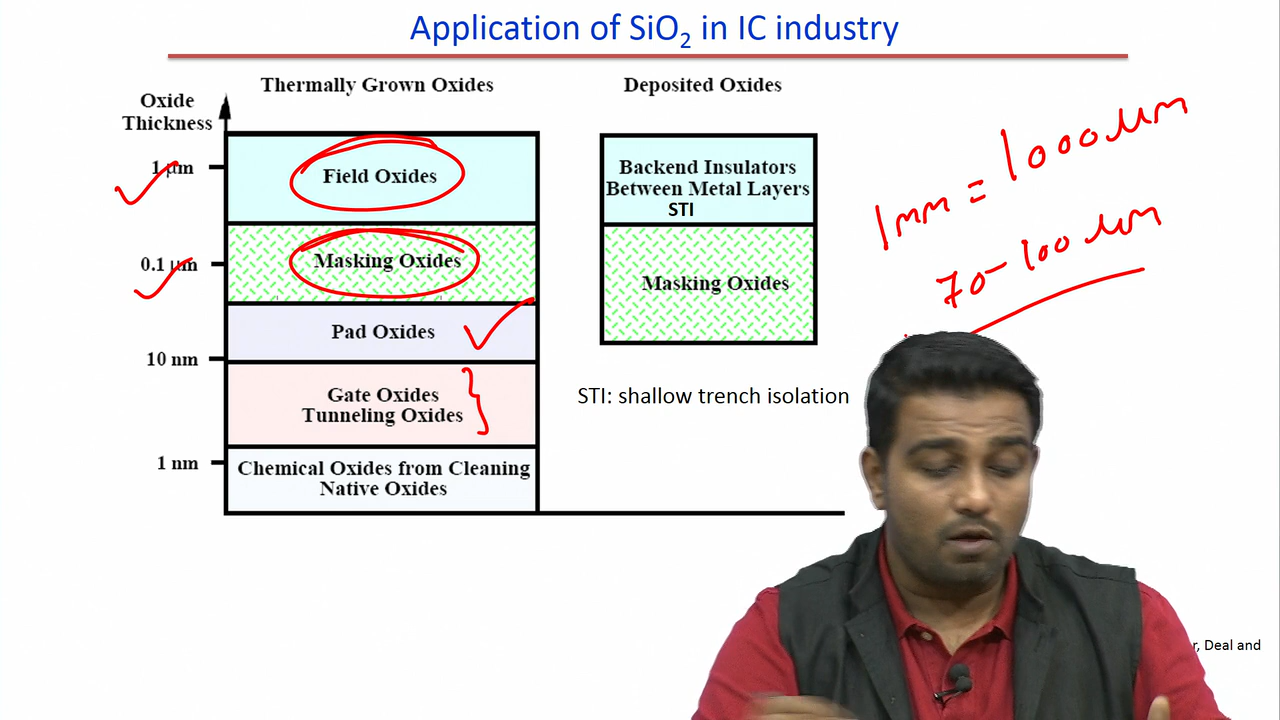 Application of SiO₂ in IC industry
Thermally Grown Oxides
Deposited Oxides
Oxide
Thickness
1 μm
Field Oxides
0.1 μm
Masking Oxides
Pad Oxides
10 nm
Gate Oxides
Tunneling Oxides
1 nm
Chemical Oxides from Cleaning
Native Oxides
Backend Insulators
Between Metal Layers
STI
Masking Oxides
STI: shallow trench isolation
1mm = 1000 μm
70-100 μm
r, Deal and